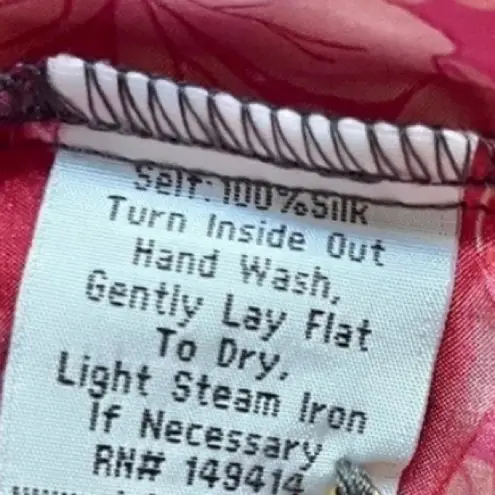 Self: 100%Silk
Turn Inside Out
Hand Wash,
Gently Lay Flat
To Dry,
Light Steam Iron
If Necessary
RN# 149414